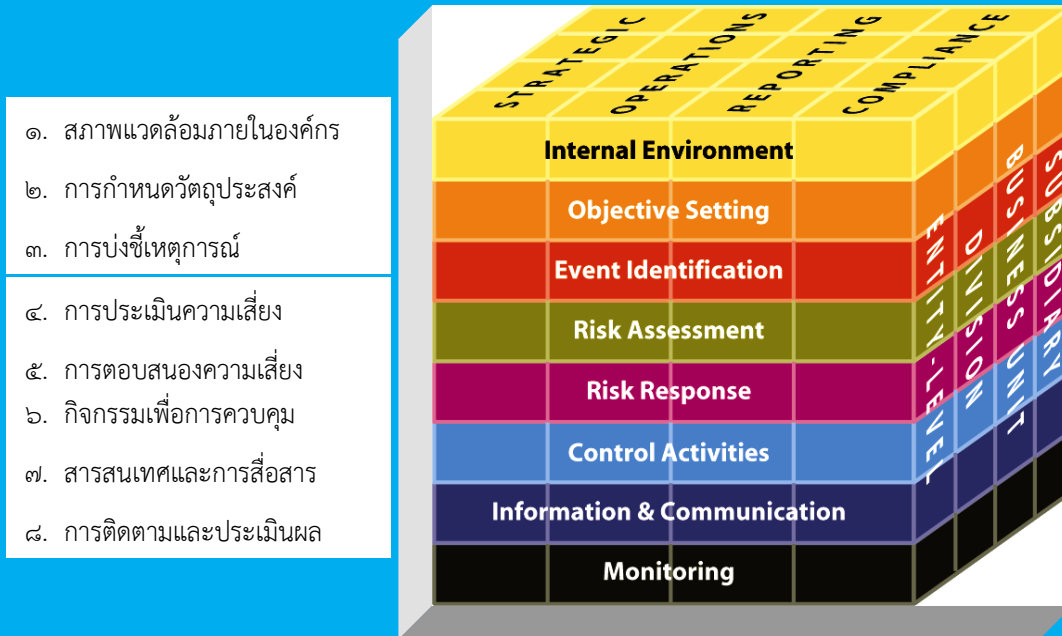 ๑. สภาพแวดล้อมภายในองค์กร
๒. การกำหนดวัตถุประสงค์
๓. การบ่งชี้เหตุการณ์
๔. การประเมินความเสี่ยง
๕. การตอบสนองความเสี่ยง
๖. กิจกรรมเพื่อการควบคุม
๗. สารสนเทศและการสื่อสาร
๘. การติดตามและประเมินผล
STRATEGIC
OPERATIONS
REPORTING
COMPLIANCE
Internal Environment
Objective Setting
Event Identification
Risk Assessment
Risk Response
Control Activities
Information & Communication
Monitoring
ENTITY-LEVEL
DIVISION
BUSINESS UNIT
SUBSIDIARY